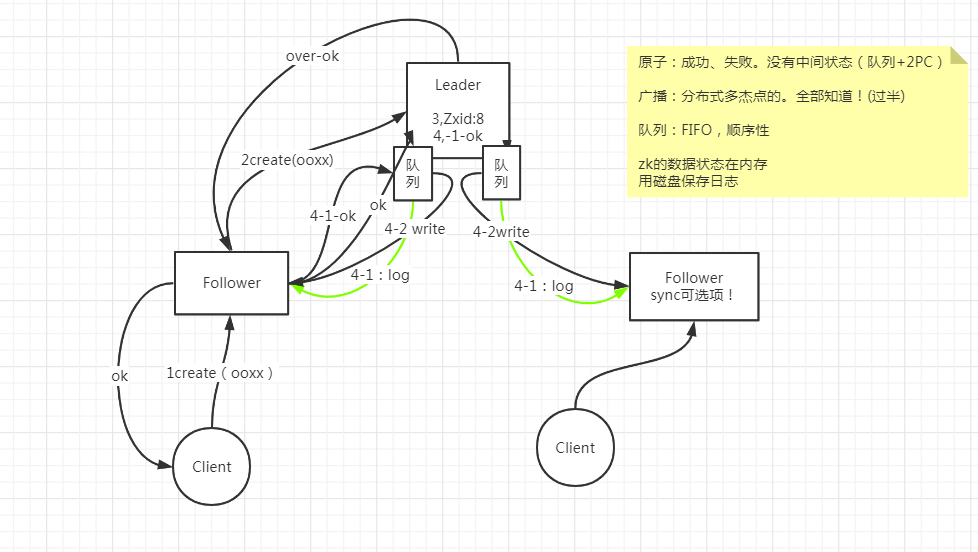 over-ok
Leader
3,Zxid:8
4,-1-ok
2create(ooxx)
队列
队列
4-1-ok
ok
4-2 write
4-2write
4-1：log
4-1：log
Follower
Follower
sync可选项！
ok
1create（ooxx）
Client
Client
原子：成功、失败。没有中间状态（队列+2PC）
广播：分布式多杰点的。全部知道！(过半)
队列：FIFO，顺序性
zk的数据状态在内存
用磁盘保存日志